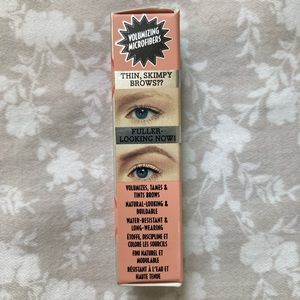 VOLUMIZING
MICROFIBERS
THIN, SKIMPY
BROWS??
FULLER-
LOOKING NOW!
VOLUMIZES, TAMES &
TINTS BROWS
NATURAL-LOOKING &
BUILDABLE
WATER-RESISTANT &
LONG-WEARING
ÉTOFFE, DISCIPLINE ET
COLORE LES SOURCILS
FINI NATUREL ET
MODULABLE
RÉSISTANT À L'EAU ET
HAUTE TENUE